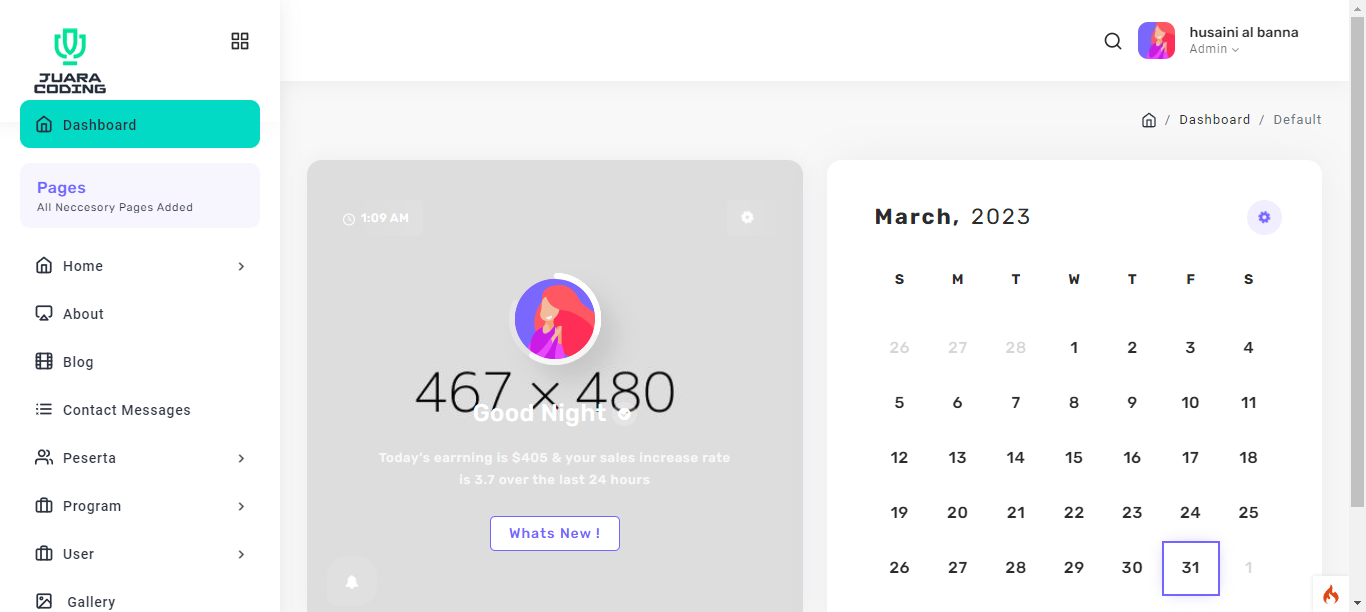 JUARA
CODING
husaini al banna
Admin
Dashboard
/ Dashboard / Default
Pages
All Neccesory Pages Added
Home
About
Blog
Contact Messages
Peserta
Program
User
Gallery
1:09 AM
467 × 480
Good Night
Today's earrning is $405 & your sales increase rate
is 3.7 over the last 24 hours
Whats New !
March, 2023
S M T W T F S
26 27 28 1 2 3 4
5 6 7 8 9 10 11
12 13 14 15 16 17 18
19 20 21 22 23 24 25
26 27 28 29 30 31 1